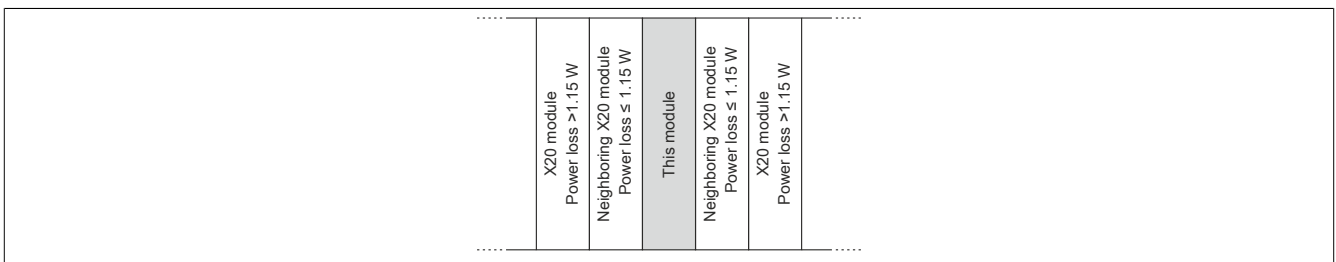 X20 module
Power loss >1.15 W
Neighboring X20 module
Power loss ≤ 1.15 W
This module
Neighboring X20 module
Power loss ≤ 1.15 W
X20 module
Power loss >1.15 W